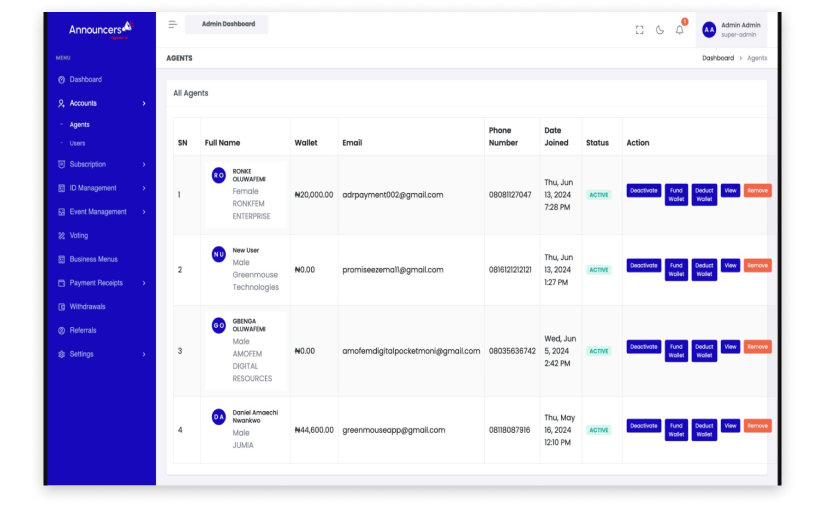 Announcers
Admin Dashboard
1
AA
Admin Admin
super-admin
MENU
AGENTS
Dashboard > Agents
Dashboard
Accounts
Agents
Users
Subscription
ID Management
Event Management
Voting
Business Menus
Payment Receipts
Withdrawals
Referrals
Settings
All Agents
SN Full Name Wallet Email Phone Number Date Joined Status Action
1
RO
RONKE
OLUWAFEMI
Female
RONKFEM
ENTERPRISE
₦20,000.00
adrpayment002@gmail.com
08081127047
Thu, Jun
13, 2024
7:28 PM
ACTIVE
Deactivate
Fund
Wallet
Deduct
Wallet
View
Remove
2
NU
New User
Male
Greenmouse
Technologies
₦0.00
promiseezema11@gmail.com
0816121212121
Thu, Jun
13, 2024
1:27 PM
ACTIVE
Deactivate
Fund
Wallet
Deduct
Wallet
View
Remove
3
GO
GBENGA
OLUWAFEMI
Male
AMOFEM
DIGITAL
RESOURCES
₦0.00
amofemdigitalpocketmoni@gmail.com
08035636742
Wed, Jun
5, 2024
2:42 PM
ACTIVE
Deactivate
Fund
Wallet
Deduct
Wallet
View
Remove
4
DA
Daniel Amaechi
Nwankwo
Male
JUMIA
₦44,600.00
greenmouseapp@gmail.com
08118087916
Thu, May
16, 2024
12:10 PM
ACTIVE
Deactivate
Fund
Wallet
Deduct
Wallet
View
Remove